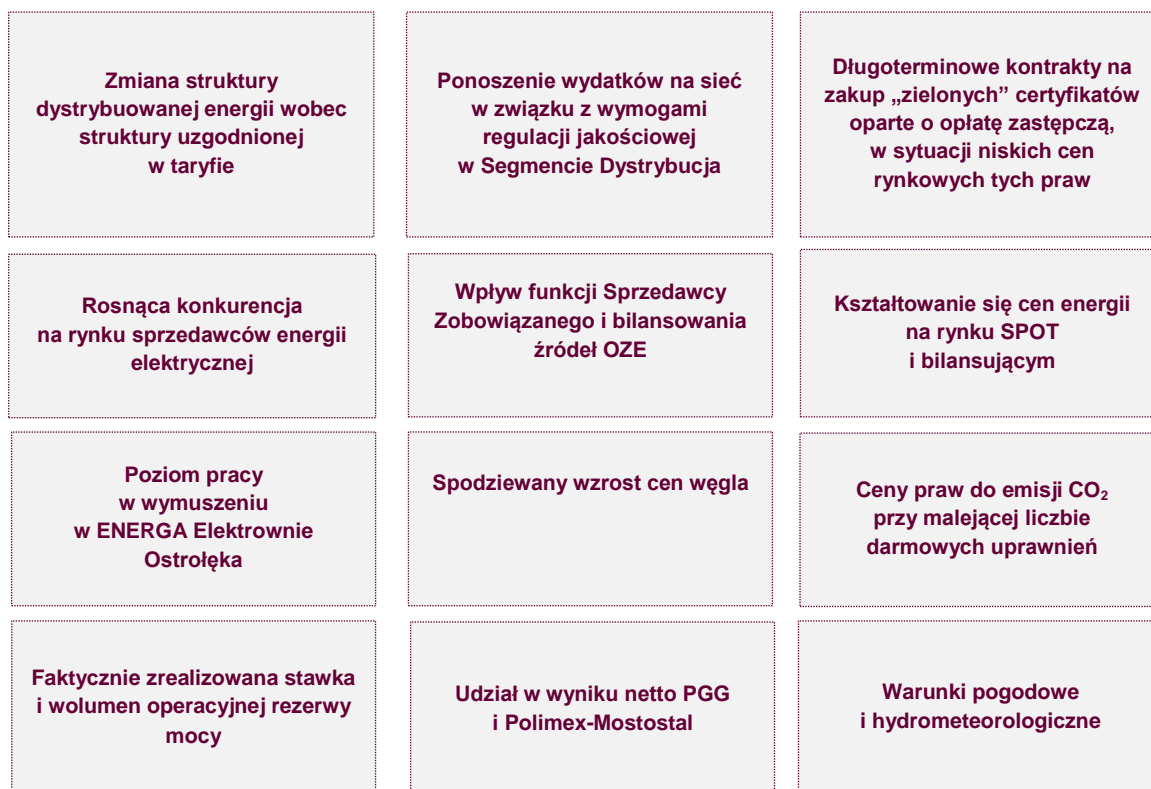 Zmiana struktury
dystrybuowanej energii wobec
struktury uzgodnionej
w taryfie
Ponoszenie wydatków na sieć
w związku z wymogami
regulacji jakościowej
w Segmencie Dystrybucja
Długoterminowe kontrakty na
zakup „zielonych” certyfikatów
oparte o opłatę zastępczą,
w sytuacji niskich cen
rynkowych tych praw
Rosnąca konkurencja
na rynku sprzedawców energii
elektrycznej
Wpływ funkcji Sprzedawcy
Zobowiązanego i bilansowania
źródeł OZE
Kształtowanie się cen energii
na rynku SPOT
i bilansującym
Poziom pracy
w wymuszeniu
w ENERGA Elektrownie
Ostrołęka
Spodziewany wzrost cen węgla
Ceny praw do emisji CO₂
przy malejącej liczbie
darmowych uprawnień
Faktycznie zrealizowana stawka
i wolumen operacyjnej rezerwy
mocy
Udział w wyniku netto PGG
i Polimex-Mostostal
Warunki pogodowe
i hydrometeorologiczne